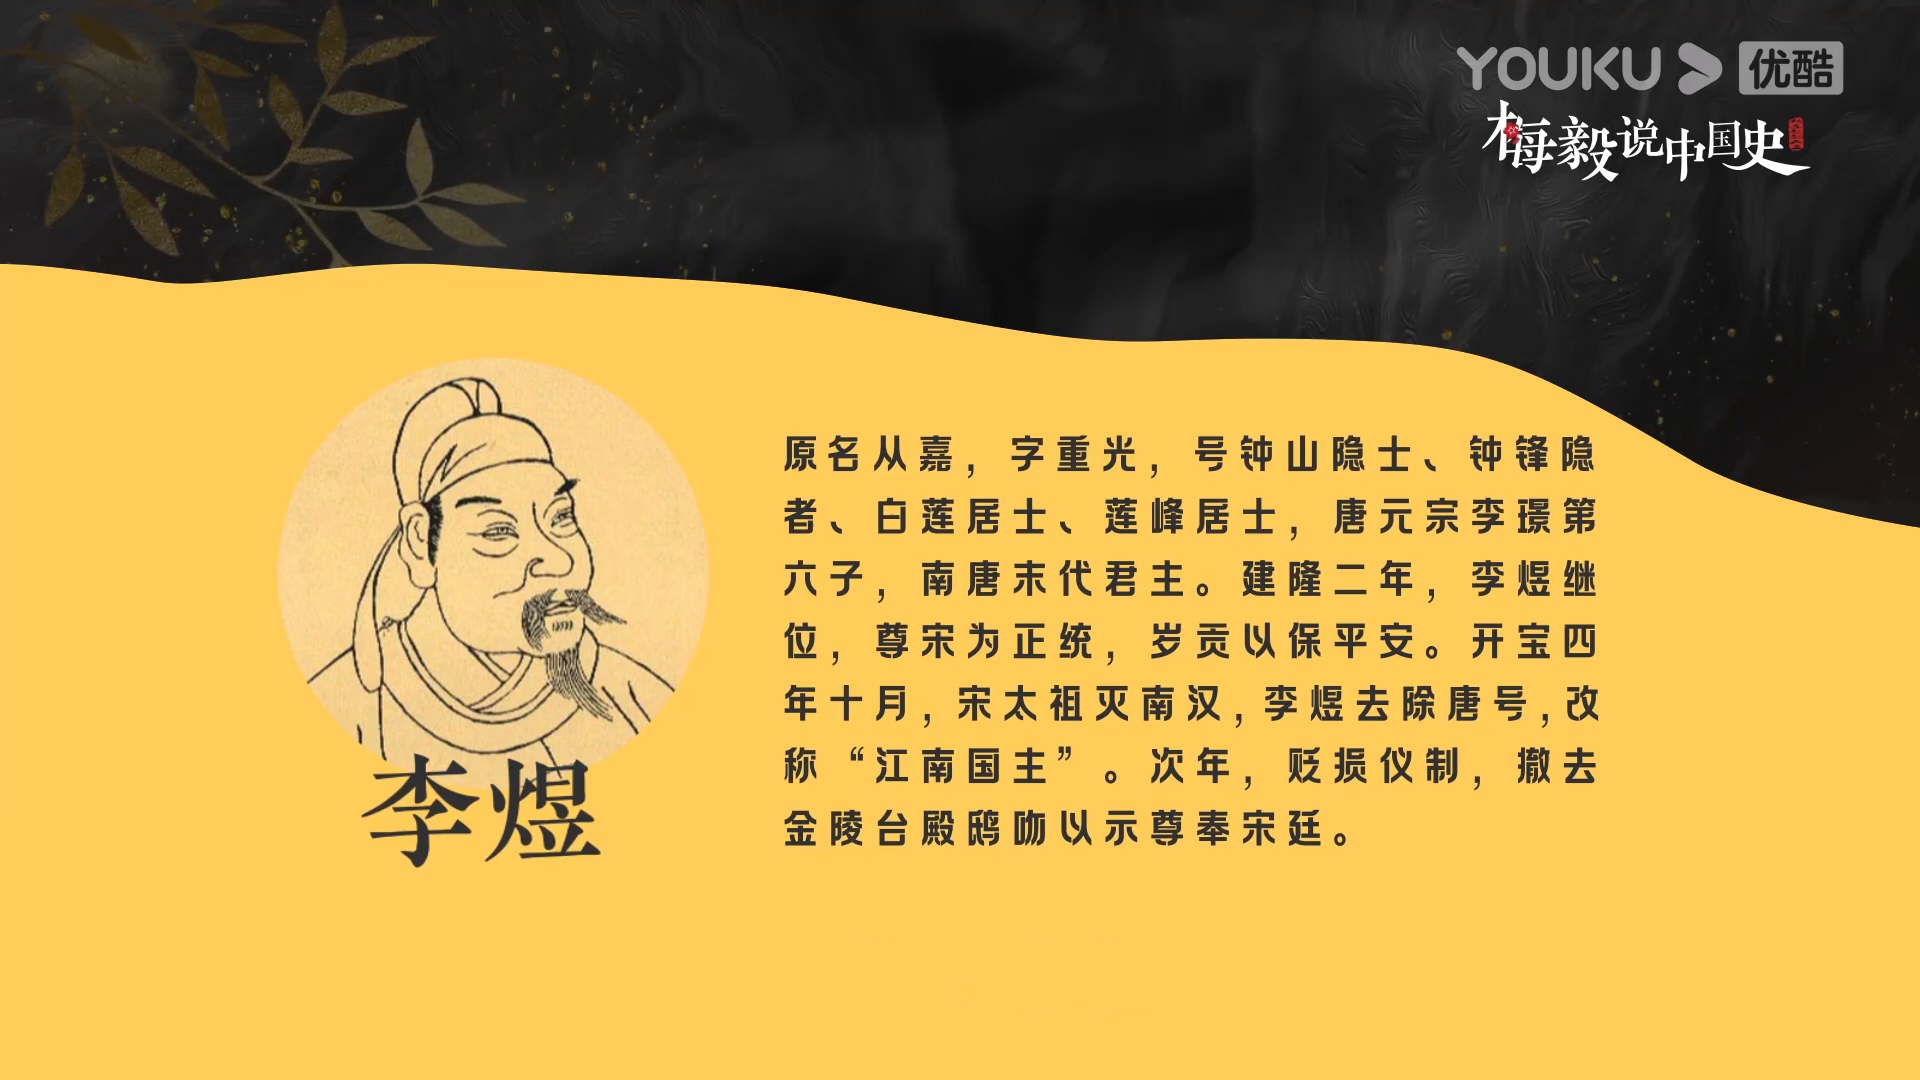 YOUKU 优酷
梅毅说中国史
原名从嘉，字重光，号钟山隐士、钟锋隐
者、白莲居士、莲峰居士，唐元宗李璟第
六子，南唐末代君主。建隆二年，李煜继
位，尊宋为正统，岁贡以保平安。开宝四
年十月，宋太祖灭南汉，李煜去除唐号，改
称“江南国主”。次年，贬损仪制，撤去
金陵台殿鸱吻以示尊奉宋廷。
李煜